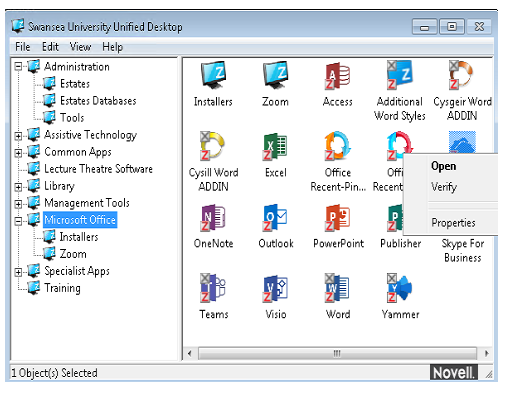 Swansea University Unified Desktop
File Edit View Help
Administration
Estates
Estates Databases
Tools
Assistive Technology
Common Apps
Lecture Theatre Software
Library
Management Tools
Microsoft Office
Installers
Zoom
Specialist Apps
Training
Installers Zoom Access Additional Cysgeir Word
Word Styles ADDIN
Cysill Word Excel Office Offi
ADDIN Recent-Pin... Recent
Open
Verify
Properties
OneNote Outlook PowerPoint Publisher Skype For
Business
Teams Visio Word Yammer
1 Object(s) Selected
Novell.